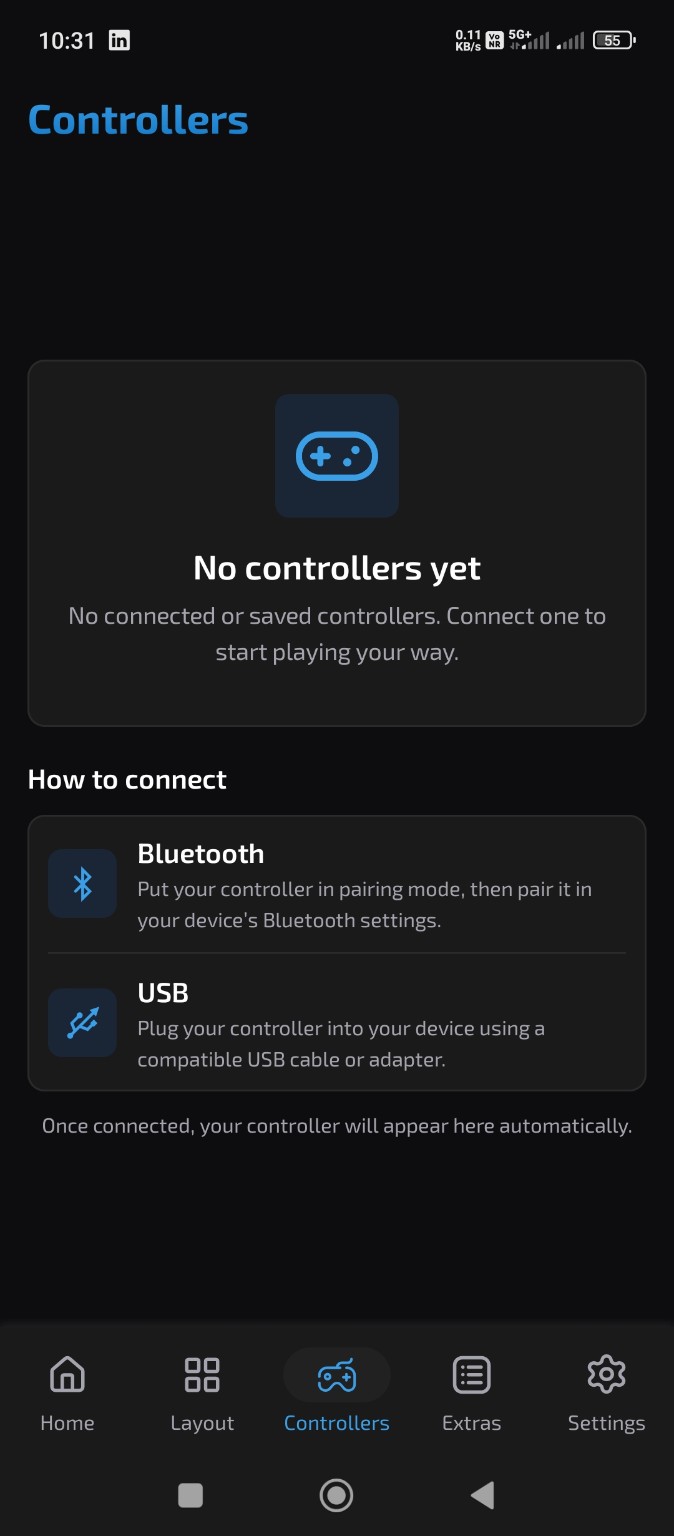 10:31 in 0.11 KB/s Vo NR 5G+ 55
Controllers
No controllers yet
No connected or saved controllers. Connect one to
start playing your way.
How to connect
Bluetooth
Put your controller in pairing mode, then pair it in
your device's Bluetooth settings.
USB
Plug your controller into your device using a
compatible USB cable or adapter.
Once connected, your controller will appear here automatically.
Home Layout Controllers Extras Settings